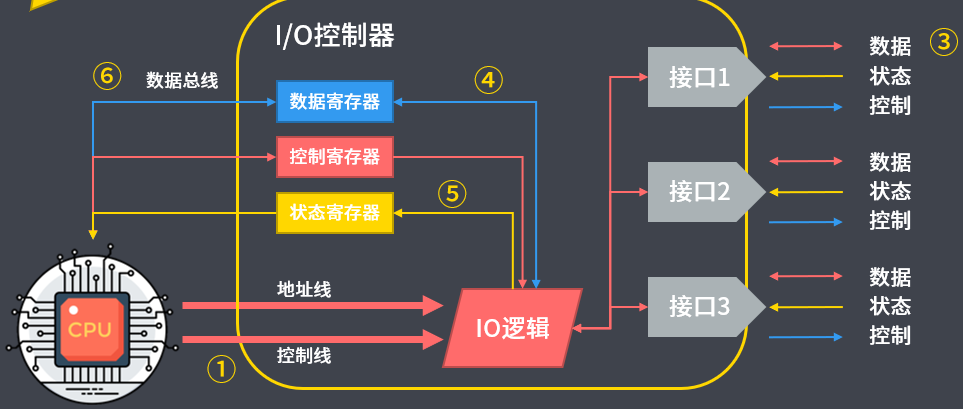 I/O控制器
⑥
数据总线
数据寄存器
④
控制寄存器
状态寄存器
⑤
CPU
地址线
控制线
①
IO逻辑
接口1
数据
③
状态
控制
接口2
数据
状态
控制
接口3
数据
状态
控制